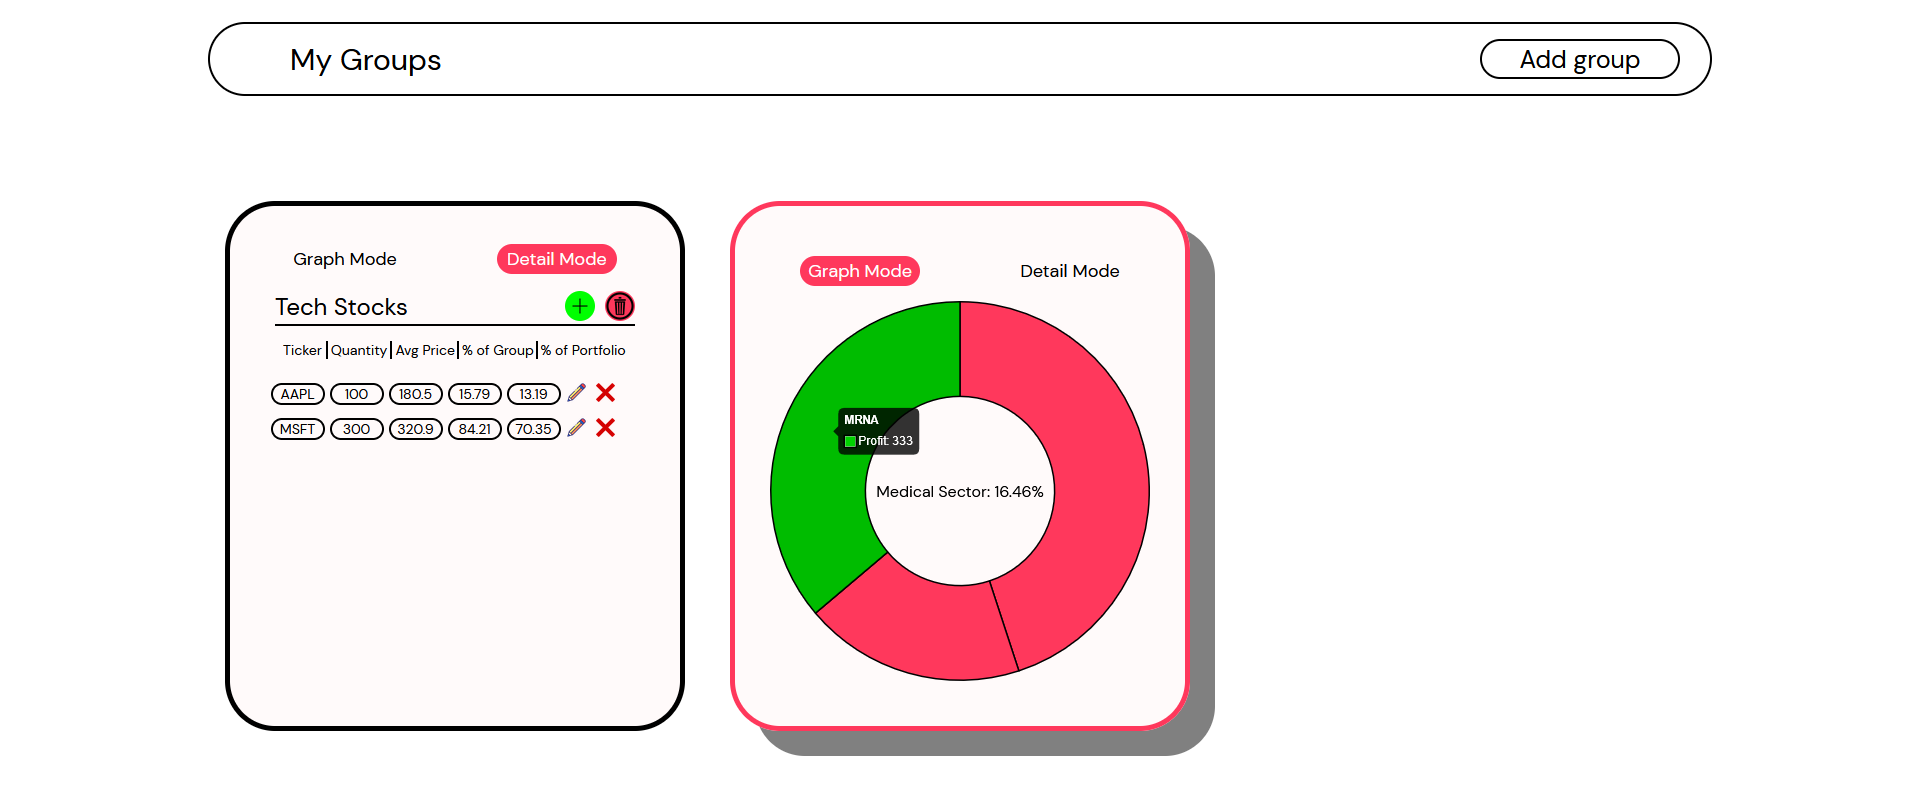 My Groups
Add group
Graph Mode
Detail Mode
Tech Stocks
Ticker Quantity Avg Price % of Group % of Portfolio
AAPL 100 180.5 15.79 13.19
MSFT 300 320.9 84.21 70.35
Graph Mode
Detail Mode
MRNA
Profit: 333
Medical Sector: 16.46%